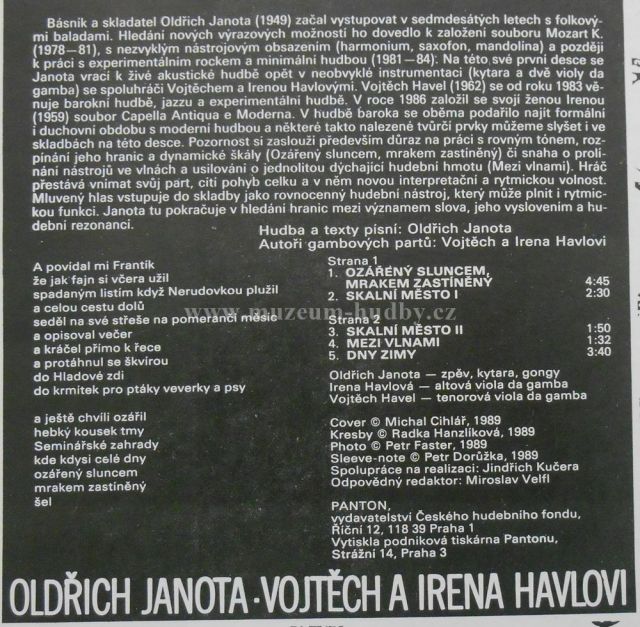 Básník a skladatel Oldřich Janota (1949) začal vystupovat v sedmdesátých letech s folkový-
mi baladami. Hledání nových výrazových možností ho dovedlo k založení souboru Mozart K.
(1978—81), s nezvyklým nástrojovým obsazením (harmonium, saxofon, mandolína) a později
k práci s experimentálním rockem a minimální hudbou (1981—84). Na této své první desce se
Janota vrací k živé akustické hudbě opět v neobvyklé instrumentaci (kytara a dvě violy da
gamba) se spoluhráči Vojtěchem a Irenou Havlovými. Vojtěch Havel (1962) se od roku 1983 vě-
nuje barokní hudbě, jazzu a experimentální hudbě. V roce 1986 založil se svojí ženou Irenou
(1959) soubor Capella Antiqua e Moderna. V hudbě baroka se oběma podařilo najít formální
i duchovní obdobu s moderní hudbou a některé takto nalezené tvůrčí prvky můžeme slyšet i ve
skladbách na této desce. Pozornost si zaslouží především důraz na práci s rovným tónem, roz-
pínání jeho hranic a dynamické škály (Ozářený sluncem, mrakem zastíněný) či snaha o prolí-
nání nástrojů ve vlnách a usilování o jednolitou dýchající hudební hmotu (Mezi vlnami). Hráč
přestává vnímat svůj part, cítí pohyb celku a v něm novou interpretační a rytmickou volnost.
Mluvený hlas vstupuje do skladby jako rovnocenný hudební nástroj, který může plnit i rytmic-
kou funkci. Janota tu pokračuje v hledání hranic mezi významem slova, jeho vyslovením a hu-
dební rezonancí.
Hudba a texty písní: Oldřich Janota
Autoři gambových partů: Vojtěch a Irena Havlovi
A povídal mi Frantík
že jak fajn si včera užil
spadaným listím když Nerudovkou plužil
a celou cestu dolů
seděl na své střeše na pomeranči měsíc
a opisoval večer
a kráčel přímo k řece
a protáhnul se škvírou
do Hladové zdi
do krmítek pro ptáky veverky a psy
a ještě chvíli ozářil
hebký kousek tmy
Seminářské zahrady
kde kdysi celé dny
ozářený sluncem
mrakem zastíněný
šel
Strana 1
1. OZÁŘENÝ SLUNCEM,
MRAKEM ZASTÍNĚNÝ 4:45
2. SKALNÍ MĚSTO I 2:30
www.muzeum-hudby.cz
Strana 2
3. SKALNÍ MĚSTO II 1:50
4. MEZI VLNAMI 1:32
5. DNY ZIMY 3:40
Oldřich Janota — zpěv, kytara, gongy
Irena Havlová — altová viola da gamba
Vojtěch Havel — tenorová viola da gamba
Cover © Michal Cihlář, 1989
Kresby © Radka Hanzlíková, 1989
Photo © Petr Faster, 1989
Sleeve-note © Petr Dorůžka, 1989
Spolupráce na realizaci: Jindřich Kučera
Odpovědný redaktor: Miroslav Velfl
PANTON,
vydavatelství Českého hudebního fondu,
Říční 12, 118 39 Praha 1
Vytiskla podniková tiskárna Pantonu,
Strážní 14, Praha 3
OLDŘICH JANOTA · VOJTĚCH A IRENA HAVLOVI